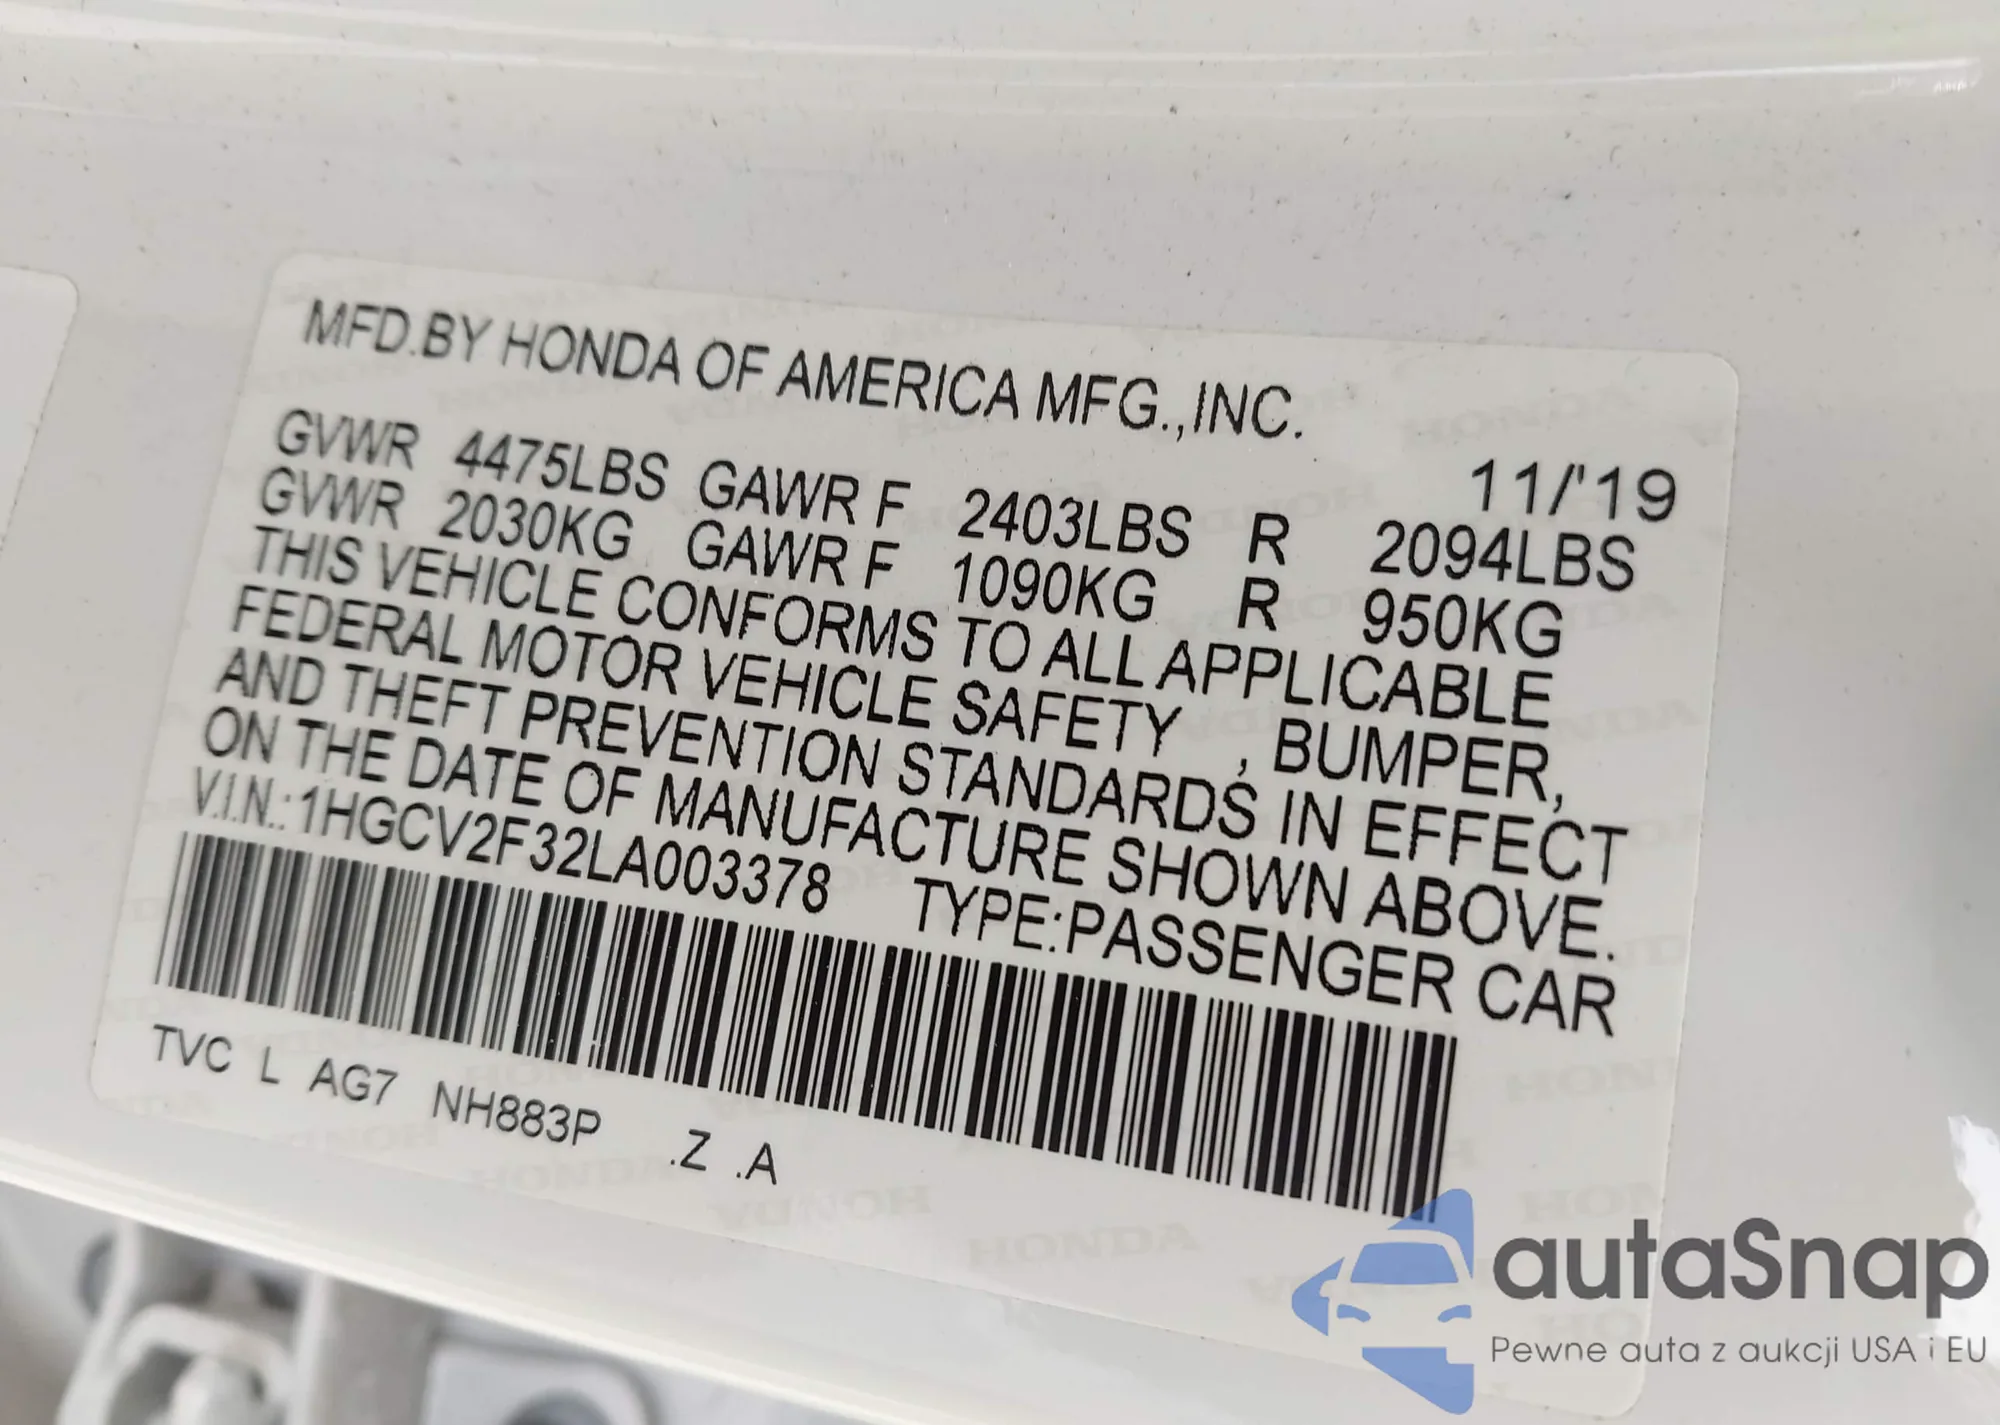 MFD.BY HONDA OF AMERICA MFG.,INC.
11/'19
GVWR 4475LBS GAWR F 2403LBS R 2094LBS
GVWR 2030KG GAWR F 1090KG R 950KG
THIS VEHICLE CONFORMS TO ALL APPLICABLE
FEDERAL MOTOR VEHICLE SAFETY , BUMPER,
AND THEFT PREVENTION STANDARDS IN EFFECT
ON THE DATE OF MANUFACTURE SHOWN ABOVE.
V.I.N.:1HGCV2F32LA003378 TYPE:PASSENGER CAR
TVC L AG7 NH883P .Z .A
autaSnap
Pewne auta z aukcji USA i EU